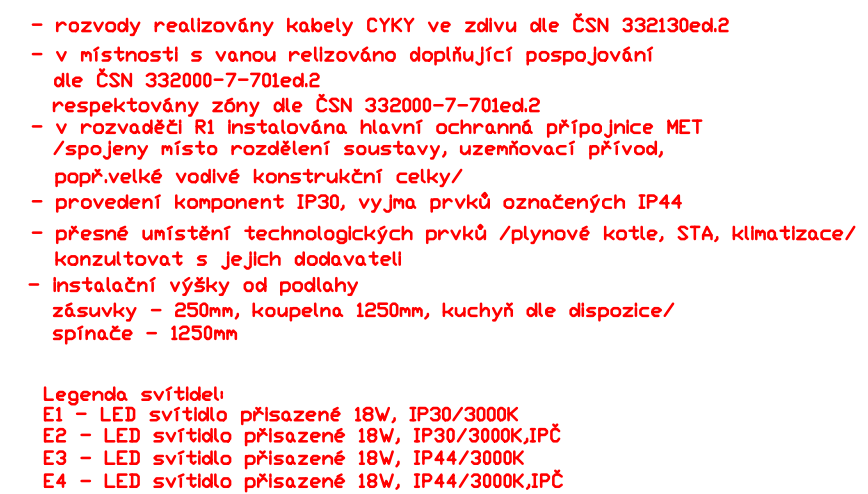 - rozvody realizovány kabely CYKY ve zdivu dle ČSN 332130ed.2
- v místnosti s vanou relizováno doplňující pospojování
dle ČSN 332000-7-701ed.2
respektovány zóny dle ČSN 332000-7-701ed.2
- v rozvaděči R1 instalována hlavní ochranná přípojnice MET
/spojeny místo rozdělení soustavy, uzemňovací přívod,
popř.velké vodivé konstrukční celky/
- provedení komponent IP30, vyjma prvků označených IP44
- přesné umístění technologických prvků /plynové kotle, STA, klimatizace/
konzultovat s jejich dodavateli
- instalační výšky od podlahy
zásuvky - 250mm, koupelna 1250mm, kuchyň dle dispozice/
spínače - 1250mm
Legenda svítidel:
E1 - LED svítidlo přisazené 18W, IP30/3000K
E2 - LED svítidlo přisazené 18W, IP30/3000K,IPČ
E3 - LED svítidlo přisazené 18W, IP44/3000K
E4 - LED svítidlo přisazené 18W, IP44/3000K,IPČ